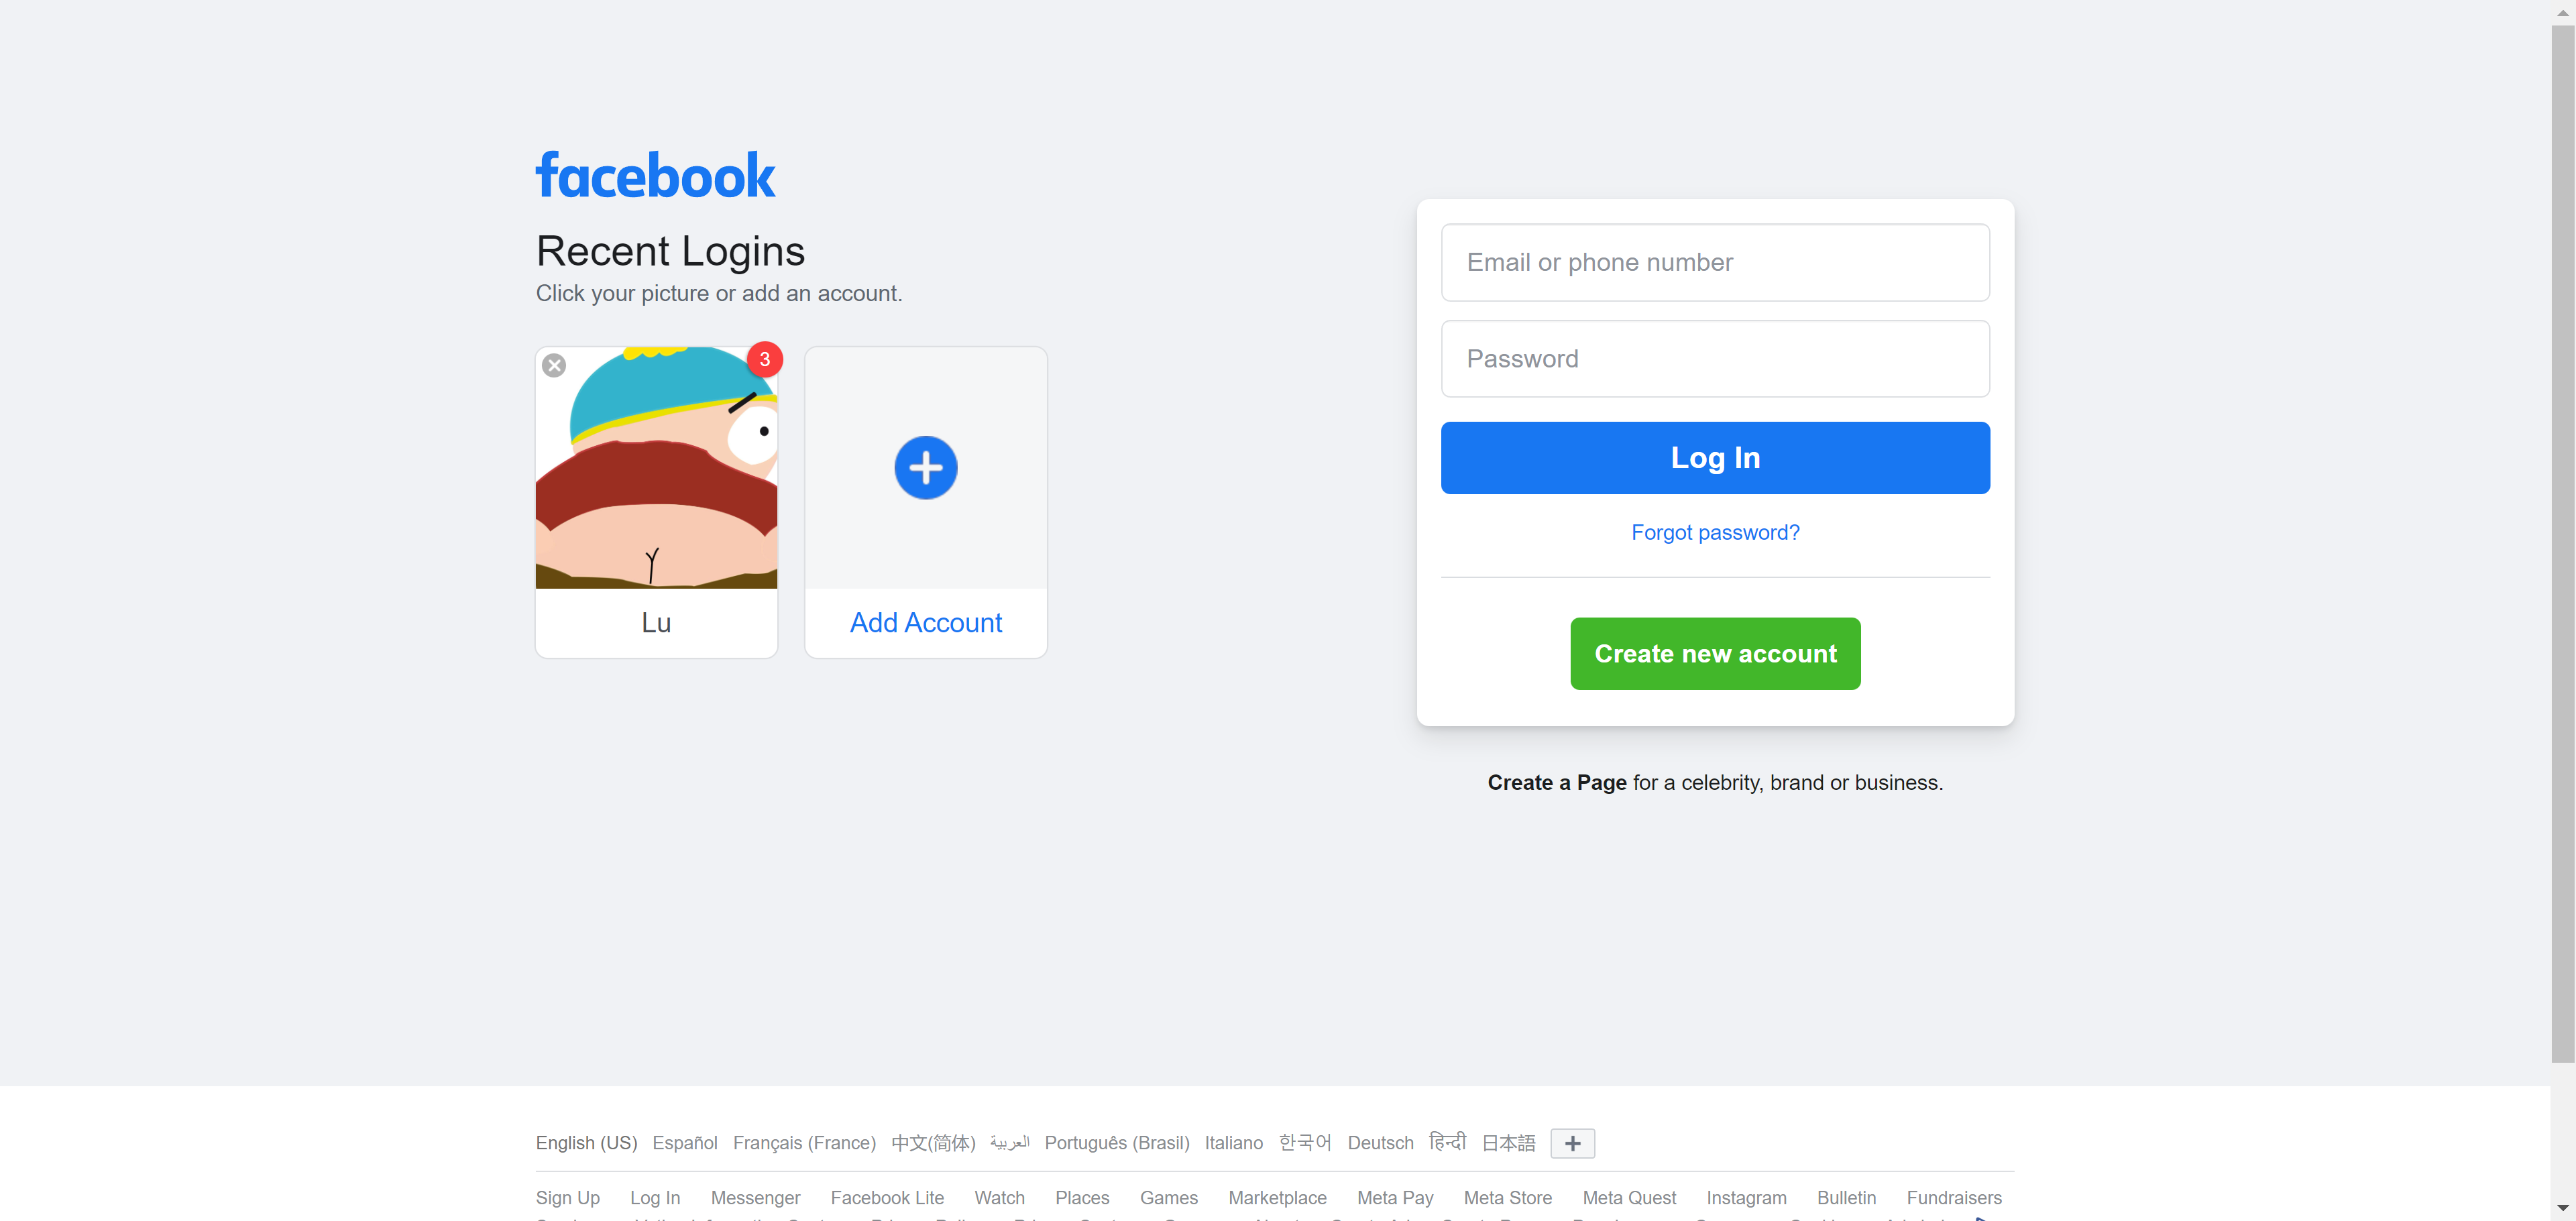 facebook
Recent Logins
Click your picture or add an account.
3
Lu
Add Account
Email or phone number
Password
Log In
Forgot password?
Create new account
Create a Page for a celebrity, brand or business.
English (US) Español Français (France) 中文(简体) العربية Português (Brasil) Italiano 한국어 Deutsch हिन्दी 日本語
Sign Up Log In Messenger Facebook Lite Watch Places Games Marketplace Meta Pay Meta Store Meta Quest Instagram Bulletin Fundraisers